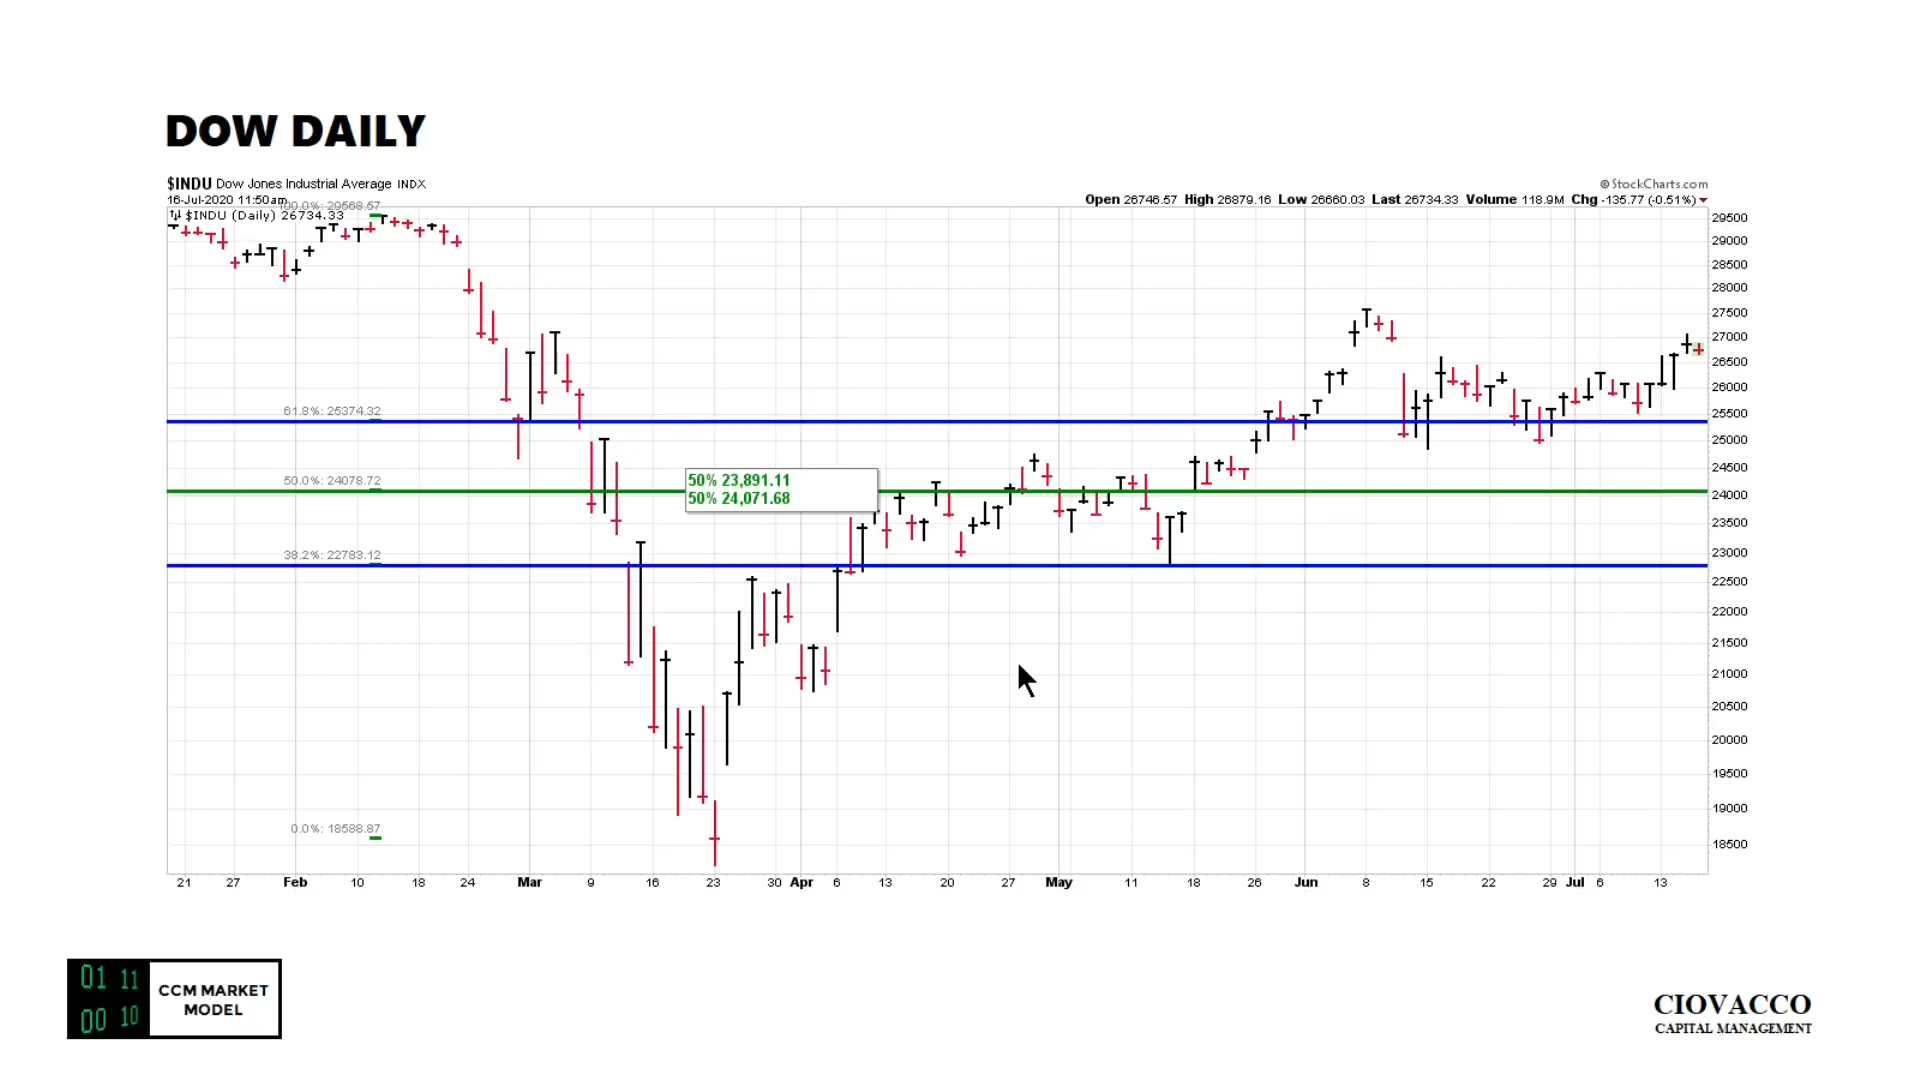 DOW DAILY
$INDU Dow Jones Industrial Average INDX
© StockCharts.com
16-Jul-2020 11:50am
Open 26746.57 High 26879.16 Low 26660.03 Last 26734.33 Volume 118.9M Chg -135.77 (-0.51%)
100.0%: 29568.57
$INDU (Daily) 26734.33
29500
29000
28500
28000
27500
27000
26500
26000
61.8%: 25374.32
25500
25000
24500
50% 23,891.11
50.0%: 24078.72
50% 24,071.68
24000
23500
38.2%: 22783.12
23000
22500
22000
21500
21000
20500
20000
19500
19000
0.0%: 18588.87
18500
21 27 Feb 10 18 24 Mar 9 16 23 30 Apr 6 13 20 27 May 11 18 26 Jun 8 15 22 29 Jul 6 13
01 11
00 10
CCM MARKET
MODEL
CIOVACCO
CAPITAL MANAGEMENT